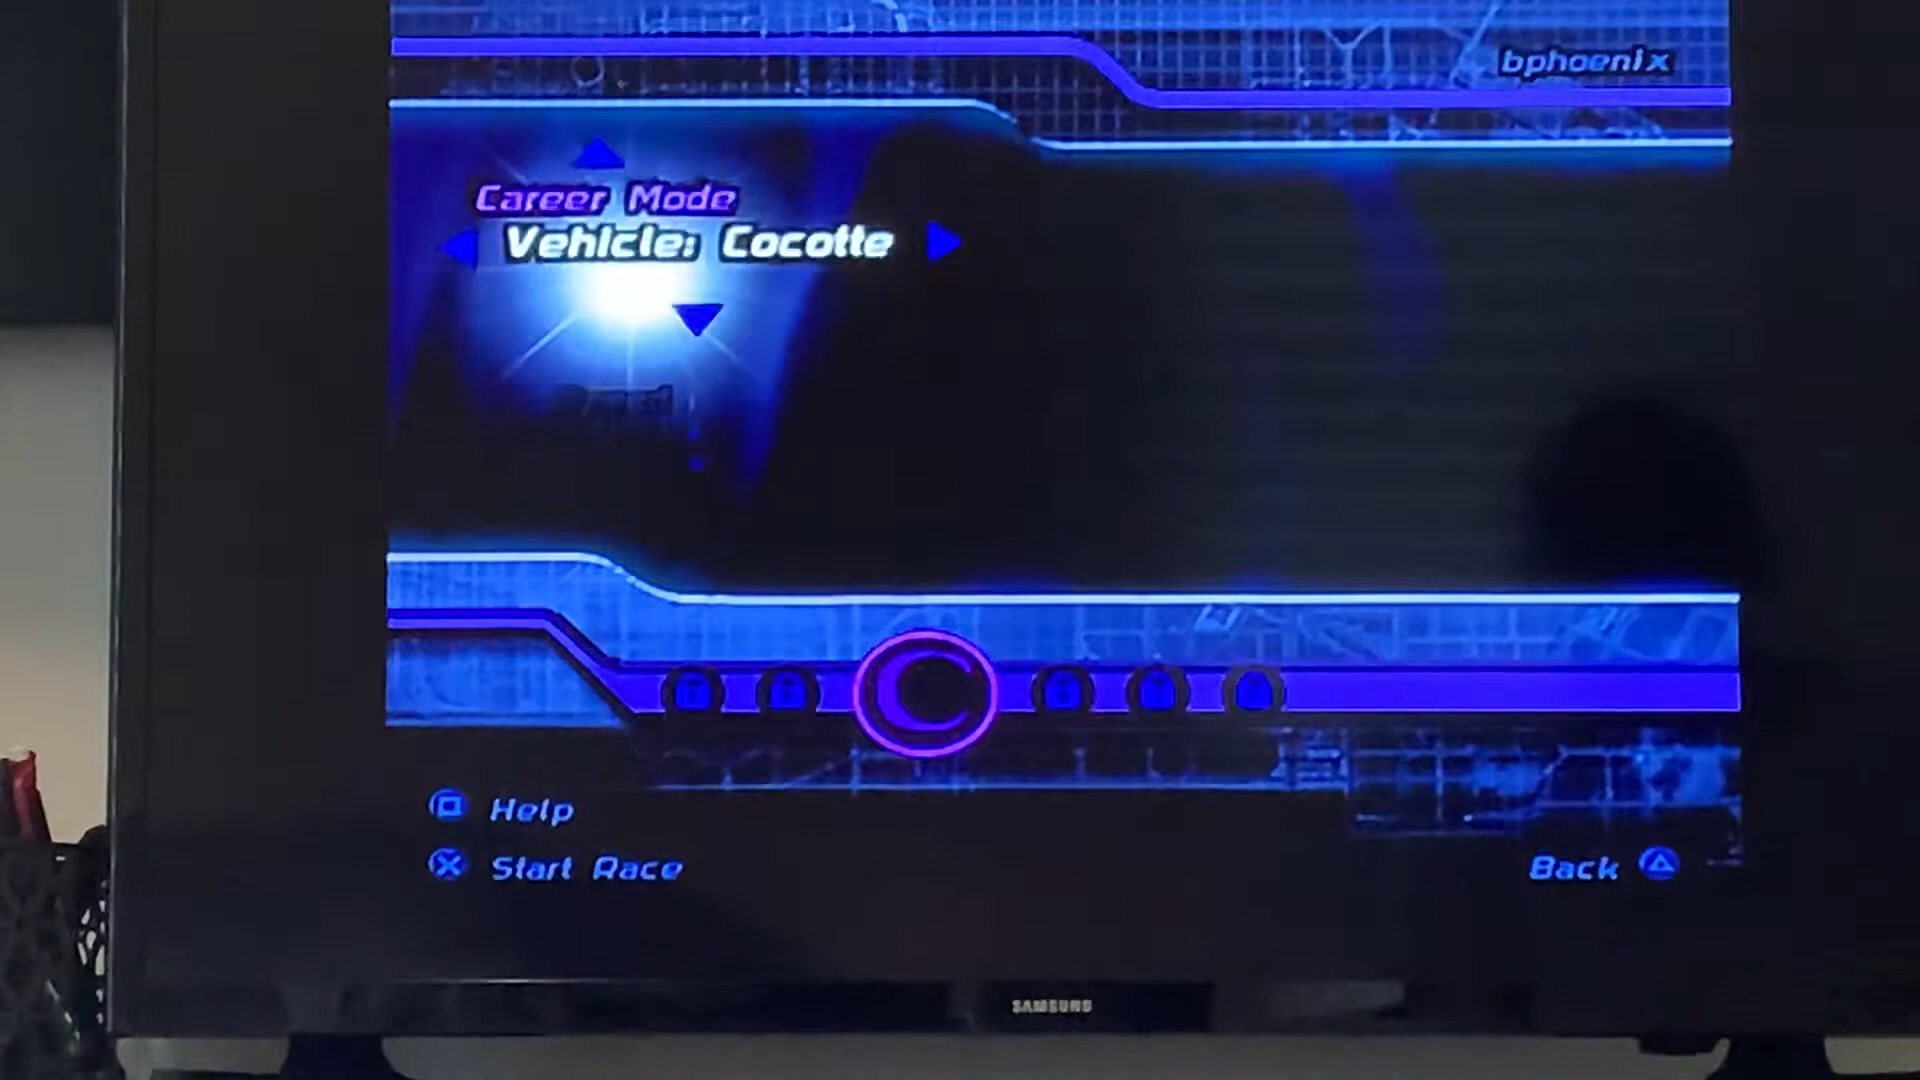 bphoenix
Career Mode
Vehicle: Cocotte
Help
Start Race
Back
SAMSUNG